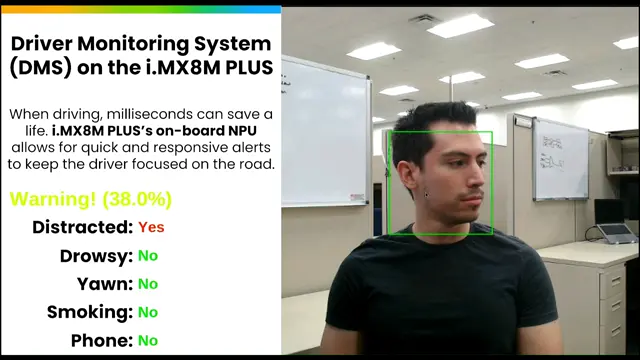 Driver Monitoring System
(DMS) on the i.MX8M PLUS
When driving, milliseconds can save a
life. i.MX8M PLUS’s on-board NPU
allows for quick and responsive alerts
to keep the driver focused on the road.
Warning! (38.0%)
Distracted: Yes
Drowsy: No
Yawn: No
Smoking: No
Phone: No